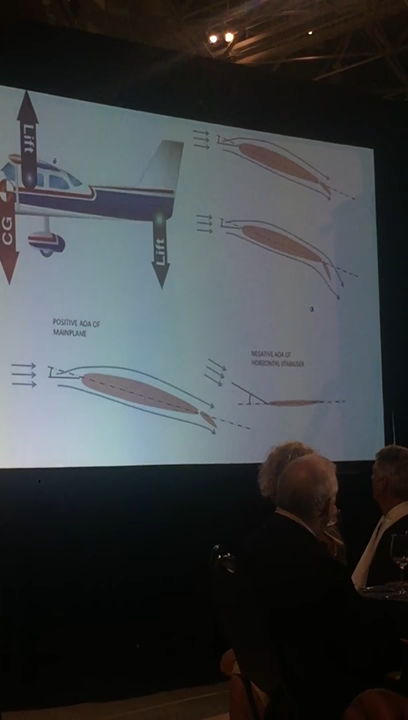 Lift
CG
Lift
POSITIVE AOA OF
MAINPLANE
NEGATIVE AOA OF
HORIZONTAL STABILISER